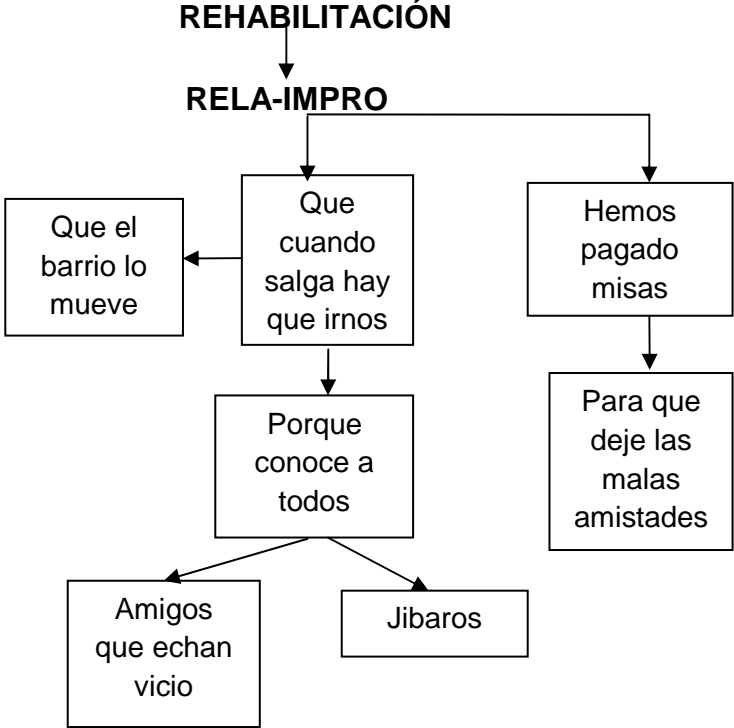 REHABILITACIÓN
RELA-IMPRO
Que el
barrio lo
mueve
Que
cuando
salga hay
que irnos
Hemos
pagado
misas
Porque
conoce a
todos
Para que
deje las
malas
amistades
Amigos
que echan
vicio
Jibaros